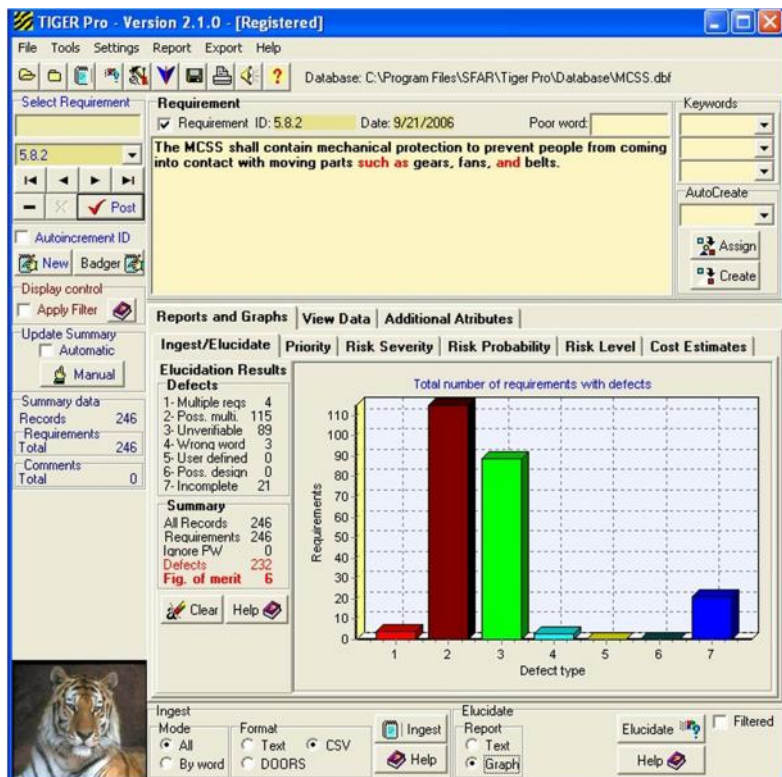 TIGER Pro - Version 2.1.0 - [Registered]
File Tools Settings Report Export Help
Database: C:\Program Files\SFAR\Tiger Pro\Database\MCSS.dbf
Select Requirement
5.8.2
Post
Autoincrement ID
New Badger
Display control
Apply Filter
Update Summary
Automatic
Manual
Summary data
Records 246
Requirements
Total 246
Comments
Total 0
Requirement
Requirement ID: 5.8.2 Date: 9/21/2006 Poor word:
The MCSS shall contain mechanical protection to prevent people from coming
into contact with moving parts such as gears, fans, and belts.
Keywords
AutoCreate
Assign
Create
Reports and Graphs View Data Additional Atributes
Ingest/Elucidate Priority Risk Severity Risk Probability Risk Level Cost Estimates
Elucidation Results
Defects
1- Multiple reqs 4
2- Poss. multi. 115
3- Unverifiable 89
4- Wrong word 3
5- User defined 0
6- Poss. design 0
7- Incomplete 21
Summary
All Records 246
Requirements 246
Ignore PW 0
Defects 232
Fig. of merit 6
Clear Help
Total number of requirements with defects
Requirements
110
100
90
80
70
60
50
40
30
20
10
0
1 2 3 4 5 6 7
Defect type
Ingest
Mode
All
By word
Format
Text CSV
DOORS
Ingest
Help
Elucidate
Report
Text
Graph
Elucidate
Help
Filtered